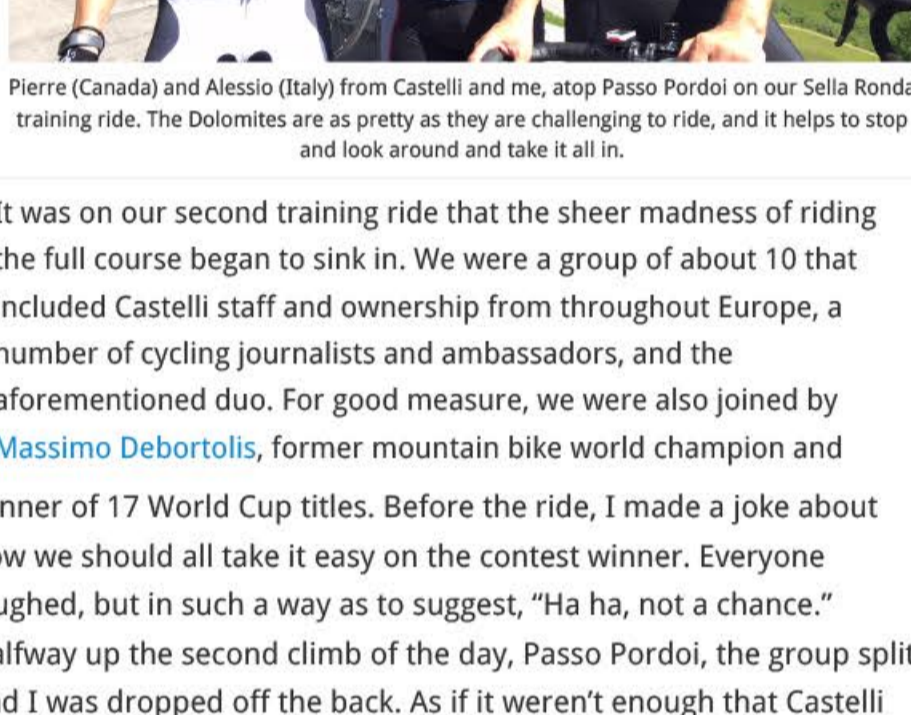 Pierre (Canada) and Alessio (Italy) from Castelli and me, atop Passo Pordoi on our Sella Ronda
training ride. The Dolomites are as pretty as they are challenging to ride, and it helps to stop
and look around and take it all in.
It was on our second training ride that the sheer madness of riding
the full course began to sink in. We were a group of about 10 that
included Castelli staff and ownership from throughout Europe, a
number of cycling journalists and ambassadors, and the
aforementioned duo. For good measure, we were also joined by
Massimo Debortolis, former mountain bike world champion and
nner of 17 World Cup titles. Before the ride, I made a joke about
ow we should all take it easy on the contest winner. Everyone
ughed, but in such a way as to suggest, “Ha ha, not a chance.”
alfway up the second climb of the day, Passo Pordoi, the group split
nd I was dropped off the back. As if it weren’t enough that Castelli